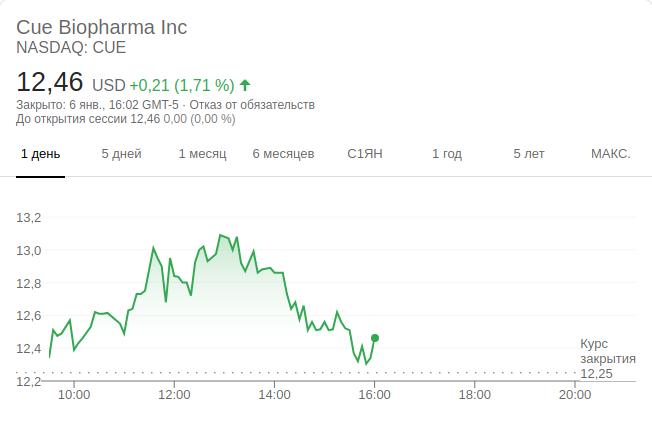 Cue Biopharma Inc
NASDAQ: CUE
12,46 USD +0,21 (1,71 %)
Закрыто: 6 янв., 16:02 GMT-5 · Отказ от обязательств
До открытия сессии 12,46 0,00 (0,00 %)
1 день 5 дней 1 месяц 6 месяцев С1ЯН 1 год 5 лет МАКС.
13,2
13,0
12,8
12,6
12,4
12,2
Курс
закрытия
12,25
10:00 12:00 14:00 16:00 18:00 20:00